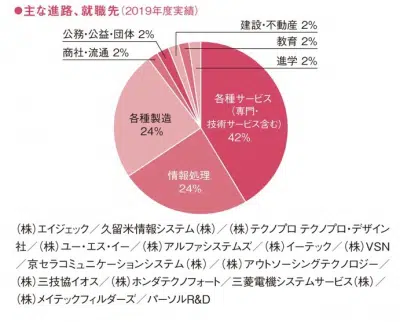 ●主な進路、就職先(2019年度実績)
建設・不動産 2%
公務・公益・団体 2%
教育 2%
商社・流通 2%
進学 2%
各種サービス
(専門・
技術サービス含む)
42%
各種製造
24%
情報処理
24%
(株)エイジェック/久留米情報システム(株)/(株)テクノプロ テクノプロ・デザイン
社/(株)ユー・エス・イー/(株)アルファシステムズ/(株)イーテック/(株)VSN
/京セラコミュニケーションシステム(株)/(株)アウトソーシングテクノロジー/
(株)三技協イオス/(株)ホンダテクノフォート/三菱電機システムサービス(株)/
(株)メイテックフィルダーズ/パーソルR&D